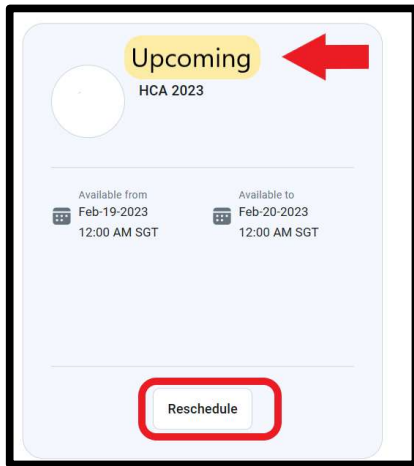 Upcoming
HCA 2023
Available from
Feb-19-2023
12:00 AM SGT
Available to
Feb-20-2023
12:00 AM SGT
Reschedule